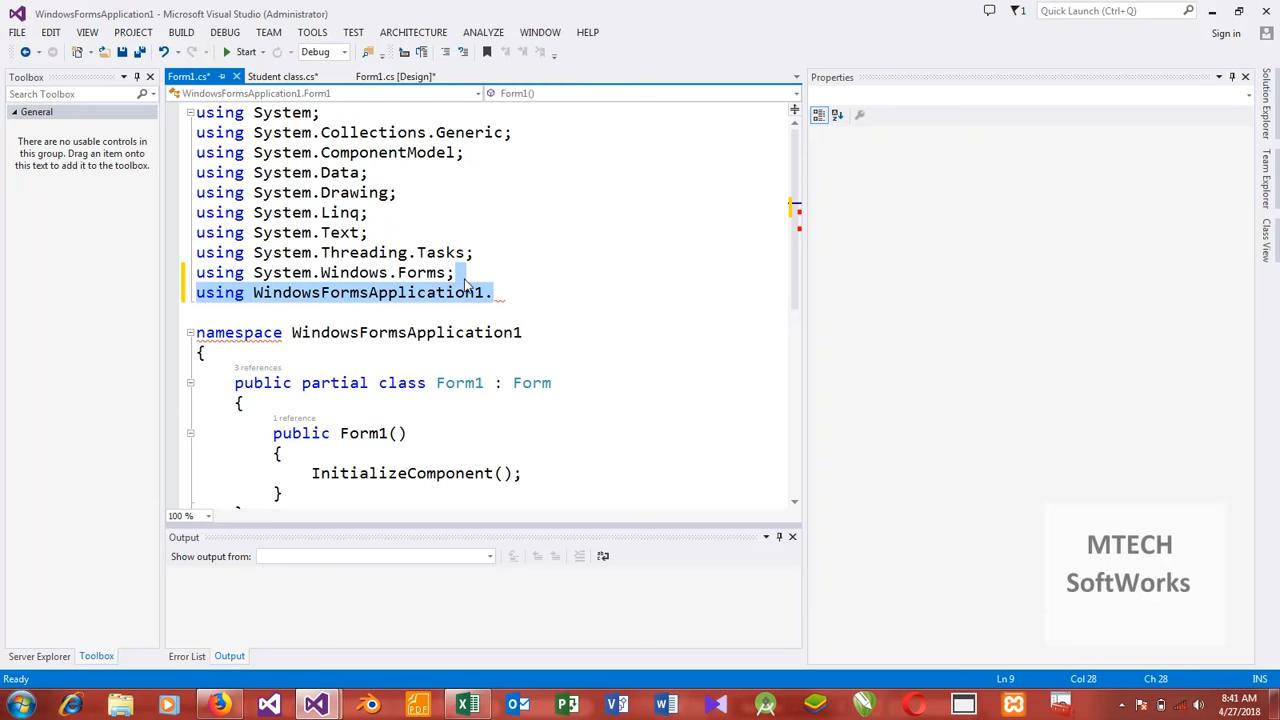 WindowsFormsApplication1 - Microsoft Visual Studio (Administrator)
1
Quick Launch (Ctrl+Q)
FILE EDIT VIEW PROJECT BUILD DEBUG TEAM TOOLS TEST ARCHITECTURE ANALYZE WINDOW HELP
Sign in
Start Debug
Toolbox
Form1.cs* Student class.cs* Form1.cs [Design]*
Properties
Search Toolbox
WindowsFormsApplication1.Form1
Form1()
General
There are no usable controls in
this group. Drag an item onto
this text to add it to the toolbox.
using System;
using System.Collections.Generic;
using System.ComponentModel;
using System.Data;
using System.Drawing;
using System.Linq;
using System.Text;
using System.Threading.Tasks;
using System.Windows.Forms;
using WindowsFormsApplication1.
namespace WindowsFormsApplication1
{
3 references
public partial class Form1 : Form
{
1 reference
public Form1()
{
InitializeComponent();
}
100 %
Output
Show output from:
Solution Explorer
Team Explorer
Class View
MTECH
SoftWorks
Server Explorer Toolbox
Error List Output
Ready
Ln 9 Col 28 Ch 28 INS
8:41 AM
4/27/2018